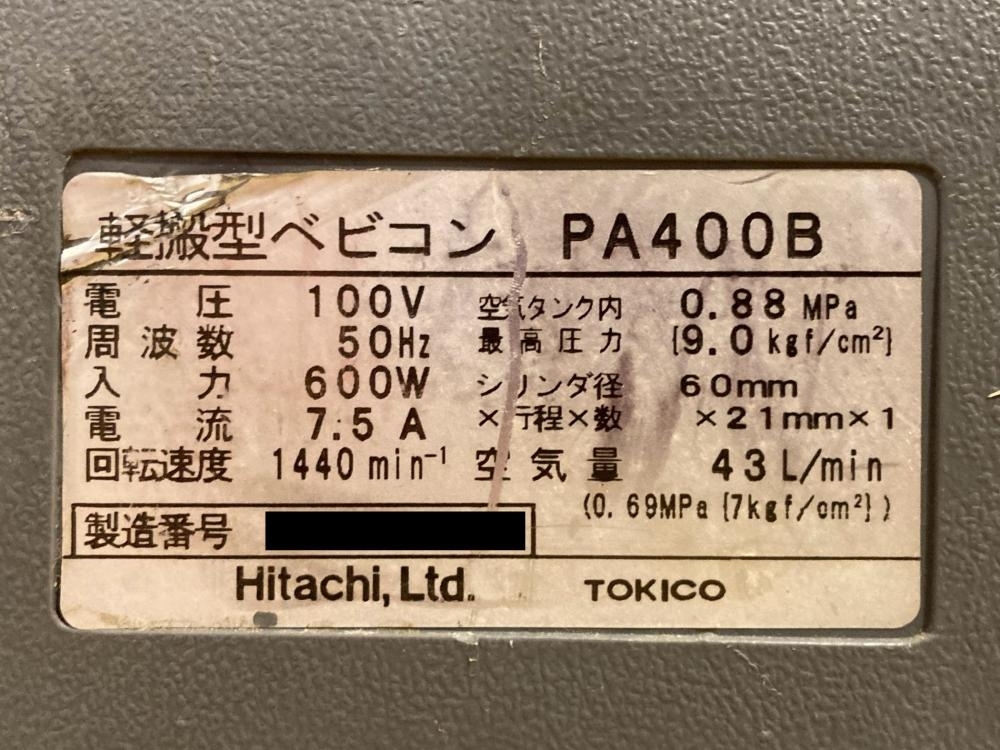 軽搬型ベビコン PA400B
電圧 100V
周波数 50Hz
入力 600W
電流 7.5 A
回転速度 1440 min⁻¹
空気タンク内 0.88 MPa
最高圧力 {9.0 kgf/cm²}
シリンダ径 60mm
×行程×数 ×21mm×1
空気量 43 L/min
(0.69MPa {7kgf/cm²})
製造番号
Hitachi, Ltd. TOKICO